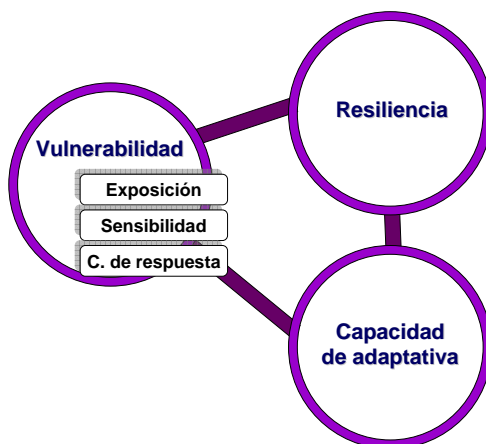 Resiliencia
Vulnerabilidad
Exposición
Sensibilidad
C. de respuesta
Capacidad
de adaptativa